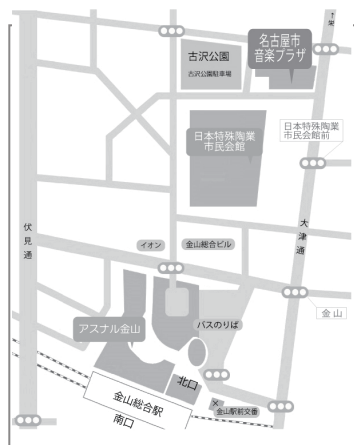 ↑栄
古沢公園
古沢公園駐車場
名古屋市
音楽プラザ
日本特殊陶業
市民会館
日本特殊陶業
市民会館前
伏見通
大津通
イオン
金山総合ビル
金山
アスナル金山
バスのりば
北口
金山総合駅
南口
金山駅前交番